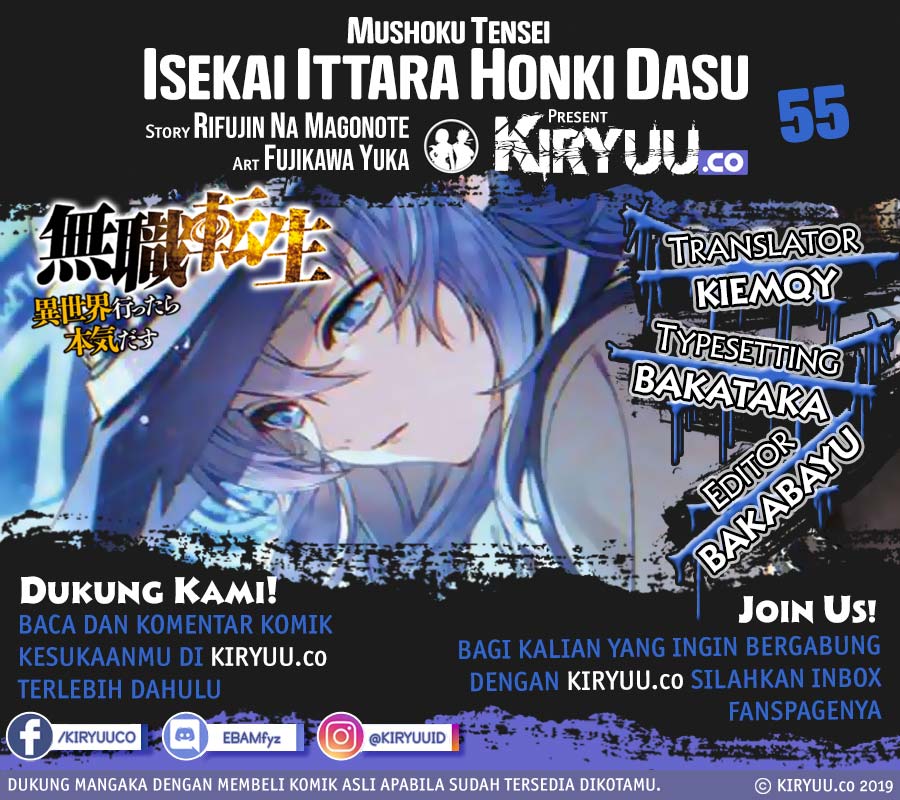 MUSHOKU TENSEI
ISEKAI ITTARA HONKI DASU
STORY RIFUJIN NA MAGONOTE
ART FUJIKAWA YUKA
PRESENT
KIRYUU.CO
55
無職転生
異世界行ったら
本気だす
TRANSLATOR
KIEMQY
TYPESETTING
BAKATAKA
EDITOR
BAKABAYU
DUKUNG KAMI!
BACA DAN KOMENTAR KOMIK
KESUKAANMU DI KIRYUU.co
TERLEBIH DAHULU
JOIN US!
BAGI KALIAN YANG INGIN BERGABUNG
DENGAN KIRYUU.co SILAHKAN INBOX
FANSPAGENYA
/KIRYUUCO
EBAMfyz
@KIRYUUID
DUKUNG MANGAKA DENGAN MEMBELI KOMIK ASLI APABILA SUDAH TERSEDIA DIKOTAMU.
© KIRYUU.co 2019